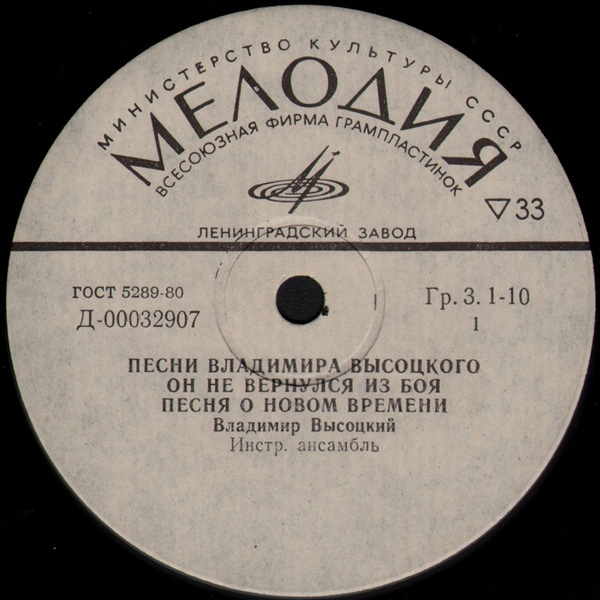 МИНИСТЕРСТВО КУЛЬТУРЫ СССР
МЕЛОДИЯ
ВСЕСОЮЗНАЯ ФИРМА ГРАМПЛАСТИНОК
▽33
ЛЕНИНГРАДСКИЙ ЗАВОД
ГОСТ 5289-80
Д-00032907
Гр. 3. 1-10
1
ПЕСНИ ВЛАДИМИРА ВЫСОЦКОГО
ОН НЕ ВЕРНУЛСЯ ИЗ БОЯ
ПЕСНЯ О НОВОМ ВРЕМЕНИ
Владимир Высоцкий
Инстр. ансамбль